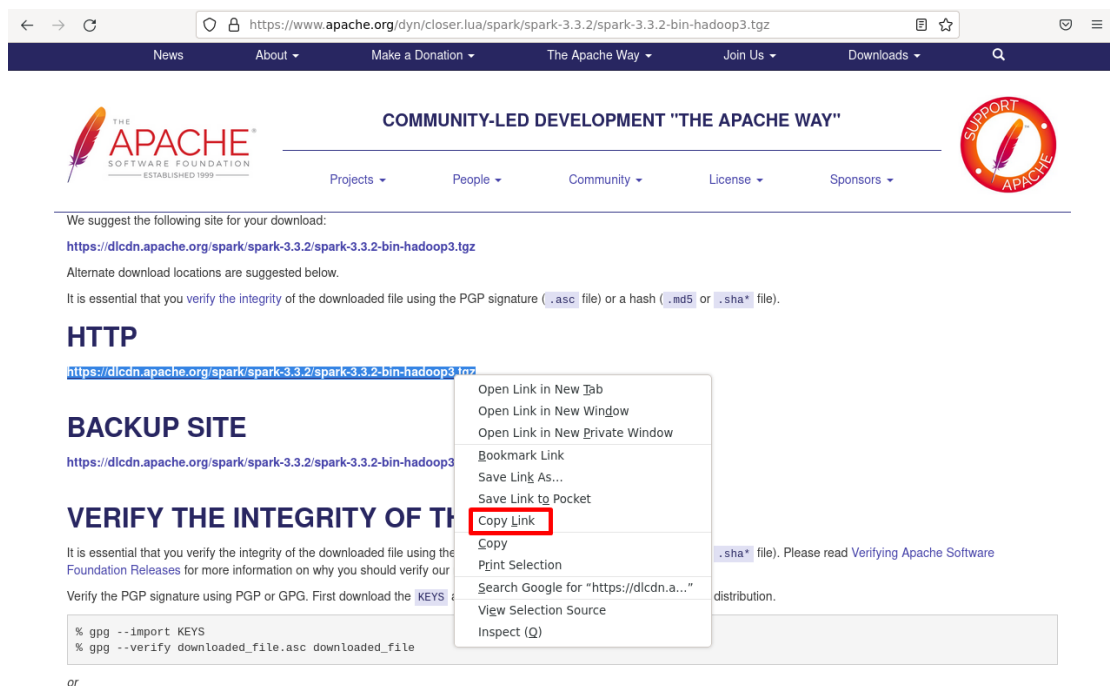 https://www.apache.org/dyn/closer.lua/spark/spark-3.3.2/spark-3.3.2-bin-hadoop3.tgz
News About Make a Donation The Apache Way Join Us Downloads
THE
APACHE®
SOFTWARE FOUNDATION
ESTABLISHED 1999
COMMUNITY-LED DEVELOPMENT "THE APACHE WAY"
SUPPORT
APACHE
Projects People Community License Sponsors
We suggest the following site for your download:
https://dlcdn.apache.org/spark/spark-3.3.2/spark-3.3.2-bin-hadoop3.tgz
Alternate download locations are suggested below.
It is essential that you verify the integrity of the downloaded file using the PGP signature ( .asc file) or a hash ( .md5 or .sha* file).
HTTP
https://dlcdn.apache.org/spark/spark-3.3.2/spark-3.3.2-bin-hadoop3.tgz
BACKUP SITE
https://dlcdn.apache.org/spark/spark-3.3.2/spark-3.3.2-bin-hadoop3
VERIFY THE INTEGRITY OF TH
It is essential that you verify the integrity of the downloaded file using the .sha* file). Please read Verifying Apache Software
Foundation Releases for more information on why you should verify our
Verify the PGP signature using PGP or GPG. First download the KEYS a distribution.
% gpg --import KEYS
% gpg --verify downloaded_file.asc downloaded_file
or
Open Link in New Tab
Open Link in New Window
Open Link in New Private Window
Bookmark Link
Save Link As...
Save Link to Pocket
Copy Link
Copy
Print Selection
Search Google for “https://dlcdn.a...”
View Selection Source
Inspect (Q)